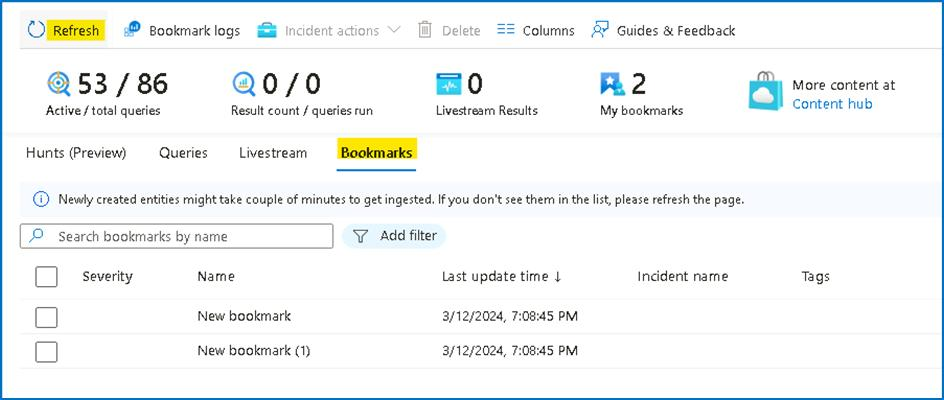 Refresh Bookmark logs Incident actions Delete Columns Guides & Feedback
53 / 86 0 / 0 0 2 More content at
Active / total queries Result count / queries run Livestream Results My bookmarks Content hub
Hunts (Preview) Queries Livestream Bookmarks
Newly created entities might take couple of minutes to get ingested. If you don't see them in the list, please refresh the page.
Search bookmarks by name Add filter
Severity Name Last update time ↓ Incident name Tags
New bookmark 3/12/2024, 7:08:45 PM
New bookmark (1) 3/12/2024, 7:08:45 PM